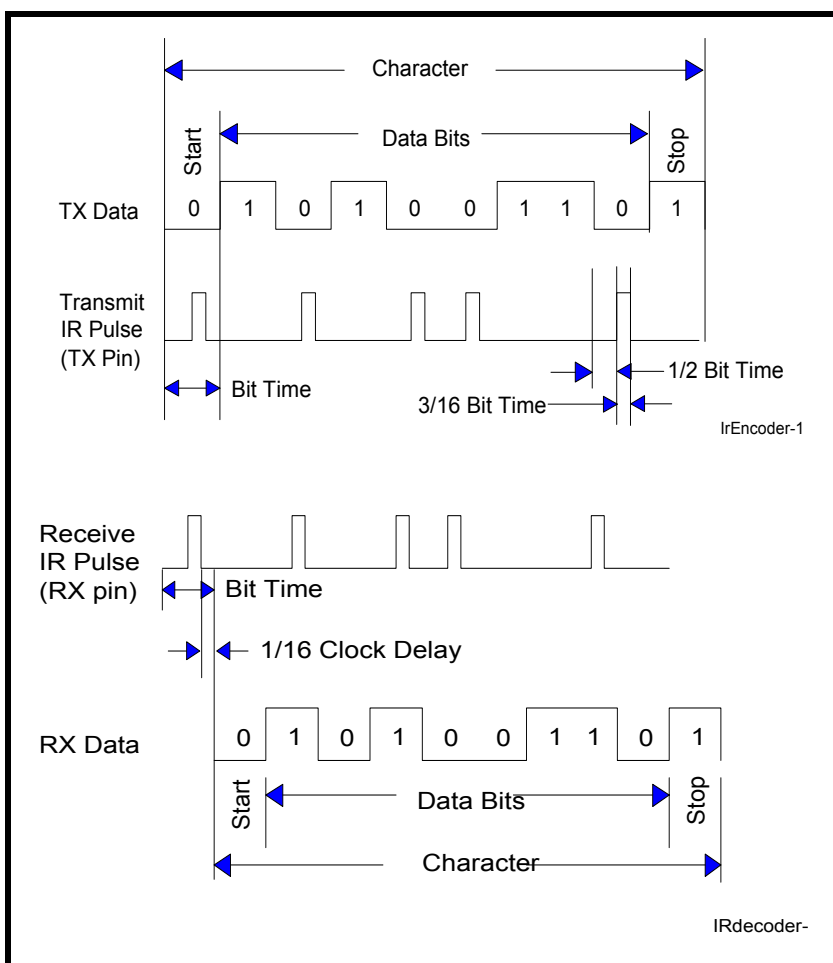 Character
Start
Data Bits
Stop
TX Data
0 1 0 1 0 0 1 1 0 1
Transmit
IR Pulse
(TX Pin)
Bit Time
1/2 Bit Time
3/16 Bit Time
IrEncoder-1
Receive
IR Pulse
(RX pin)
Bit Time
1/16 Clock Delay
RX Data
0 1 0 1 0 0 1 1 0 1
Start
Data Bits
Stop
Character
IRdecoder-